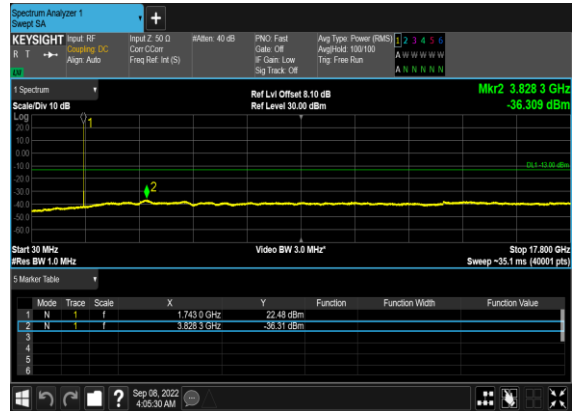 Spectrum Analyzer 1
Swept SA
+
KEYSIGHT Input: RF Input Z: 50 Ω #Atten: 40 dB PNO: Fast Avg Type: Power (RMS) 1 2 3 4 5 6
R T Coupling: DC Corr CCorr Gate: Off Avg|Hold: 100/100 A W W W W W
Align: Auto Freq Ref: Int (S) IF Gain: Low Trig: Free Run
Sig Track: Off A N N N N N
1 Spectrum Ref Lvl Offset 8.10 dB Mkr2 3.828 3 GHz
Scale/Div 10 dB Ref Level 30.00 dBm -36.309 dBm
Log
1
20.0
10.0
0.00
-10.0 DL1 -13.00 dBm
-20.0
-30.0 2
-40.0
-50.0
-60.0
Start 30 MHz Video BW 3.0 MHz* Stop 17.800 GHz
#Res BW 1.0 MHz Sweep ~35.1 ms (40001 pts)
5 Marker Table
Mode Trace Scale X Y Function Function Width Function Value
1 N 1 f 1.743 0 GHz 22.48 dBm
2 N 1 f 3.828 3 GHz -36.31 dBm
3
4
5
6
? Sep 08, 2022
4:05:30 AM